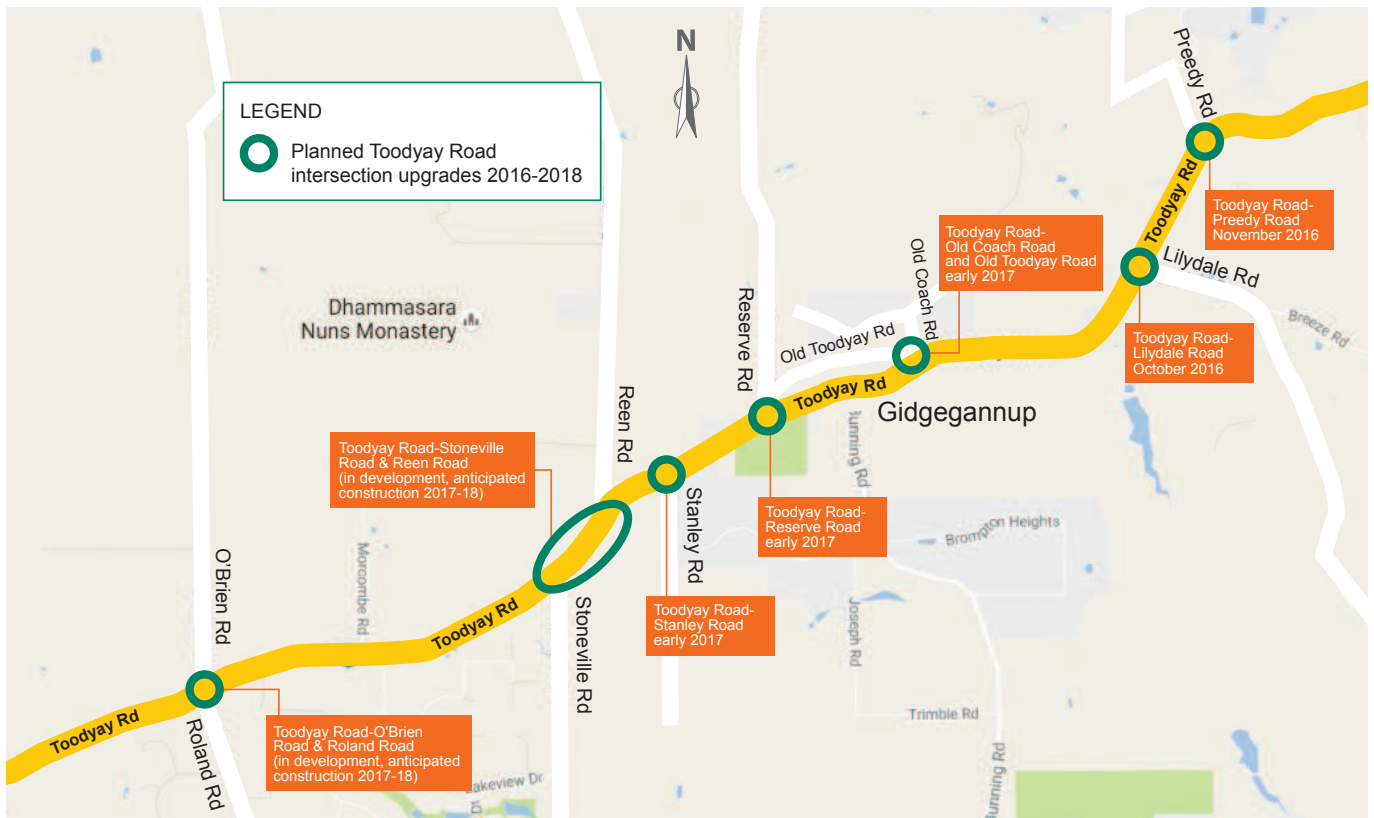 N
Preedy Rd
LEGEND
Planned Toodyay Road
intersection upgrades 2016-2018
Toodyay Rd
Toodyay Road-
Preedy Road
November 2016
Toodyay Road-
Old Coach Road
and Old Toodyay Road
early 2017
Old Coach Rd
Lilydale Rd
Dhammasara
Nuns Monastery
Reserve Rd
Old Toodyay Rd
Breeze Rd
Toodyay Road-
Lilydale Road
October 2016
Toodyay Rd
Gidgegannup
Reen Rd
Bunning Rd
Toodyay Road-Stoneville
Road & Reen Road
(in development, anticipated
construction 2017-18)
Stanley Rd
Toodyay Road-
Reserve Road
early 2017
Brompton Heights
O'Brien Rd
Morcombe Rd
Toodyay Rd
Stoneville Rd
Toodyay Road-
Stanley Road
early 2017
Joseph Rd
Trimble Rd
Toodyay Rd
Roland Rd
Toodyay Road-O'Brien
Road & Roland Road
(in development, anticipated
construction 2017-18)
Lakeview Dr
Bunning Rd